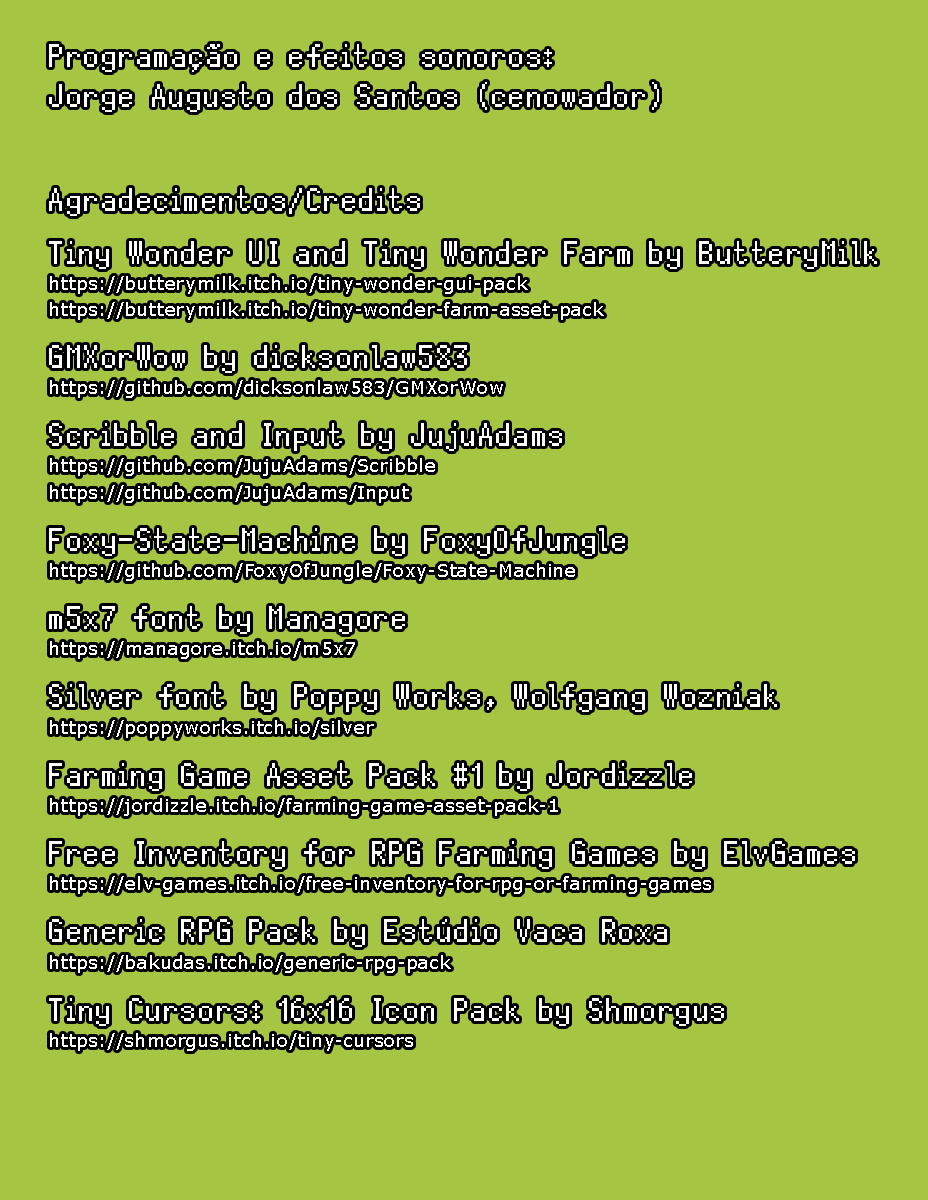 Programação e efeitos sonoros:
Jorge Augusto dos Santos (cenowador)
Agradecimentos/Credits
Tiny Wonder UI and Tiny Wonder Farm by ButteryMilk
https://butterymilk.itch.io/tiny-wonder-gui-pack
https://butterymilk.itch.io/tiny-wonder-farm-asset-pack
GMXorWow by dicksonlaw583
https://github.com/dicksonlaw583/GMXorWow
Scribble and Input by JujuAdams
https://github.com/JujuAdams/Scribble
https://github.com/JujuAdams/Input
Foxy-State-Machine by FoxyOfJungle
https://github.com/FoxyOfJungle/Foxy-State-Machine
m5x7 font by Managore
https://managore.itch.io/m5x7
Silver font by Poppy Works, Wolfgang Wozniak
https://poppyworks.itch.io/silver
Farming Game Asset Pack #1 by Jordizzle
https://jordizzle.itch.io/farming-game-asset-pack-1
Free Inventory for RPG Farming Games by ElvGames
https://elv-games.itch.io/free-inventory-for-rpg-or-farming-games
Generic RPG Pack by Estúdio Vaca Roxa
https://bakudas.itch.io/generic-rpg-pack
Tiny Cursors: 16x16 Icon Pack by Shmorgus
https://shmorgus.itch.io/tiny-cursors